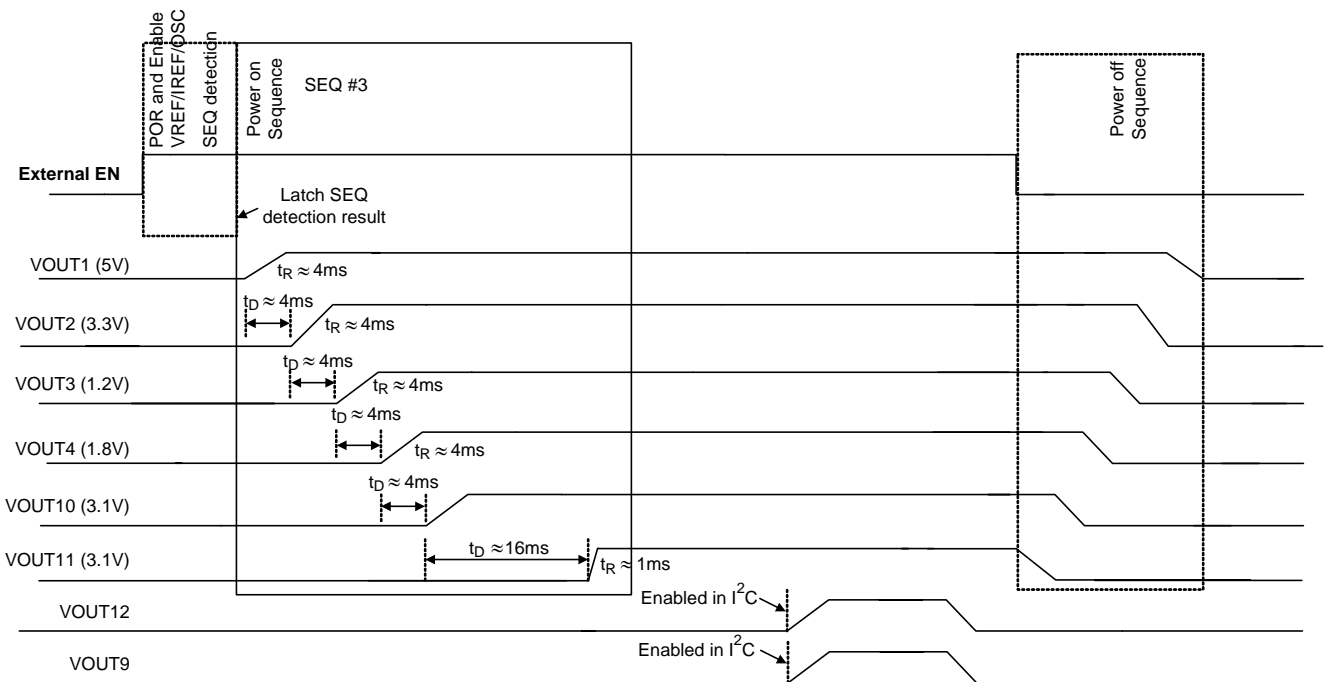 POR and Enable
VREF/IREF/OSC
SEQ detection
Power on
Sequence
SEQ #3
Power off
Sequence
External EN
Latch SEQ
detection result
VOUT1 (5V)
tR ≈ 4ms
tD ≈ 4ms
VOUT2 (3.3V)
tR ≈ 4ms
tD ≈ 4ms
VOUT3 (1.2V)
tR ≈ 4ms
tD ≈ 4ms
VOUT4 (1.8V)
tR ≈ 4ms
tD ≈ 4ms
VOUT10 (3.1V)
tD ≈16ms
VOUT11 (3.1V)
tR ≈ 1ms
Enabled in I2C
VOUT12
Enabled in I2C
VOUT9